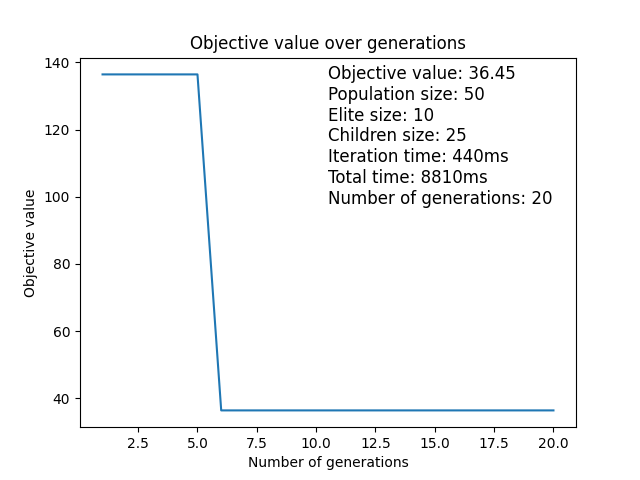 Objective value over generations
Objective value: 36.45
Population size: 50
Elite size: 10
Children size: 25
Iteration time: 440ms
Total time: 8810ms
Number of generations: 20
Objective value
140
120
100
80
60
40
2.5 5.0 7.5 10.0 12.5 15.0 17.5 20.0
Number of generations